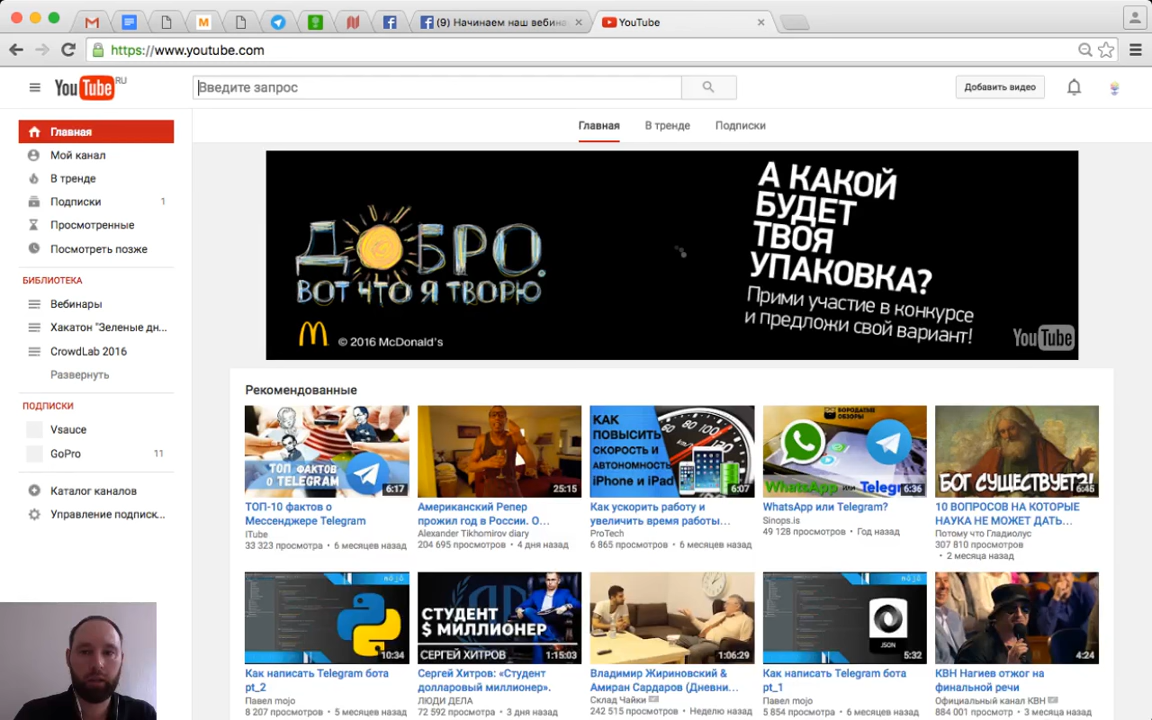 (9) Начинаем наш вебина
YouTube
https://www.youtube.com
YouTube RU
Введите запрос
Добавить видео
Главная
В тренде
Подписки
Главная
Мой канал
В тренде
Подписки 1
Просмотренные
Посмотреть позже
БИБЛИОТЕКА
Вебинары
Хакатон "Зеленые дн...
CrowdLab 2016
Развернуть
ПОДПИСКИ
Vsauce
GoPro 11
Каталог каналов
Управление подписк...
ДОБРО.
ВОТ ЧТО Я ТВОРЮ
© 2016 McDonald's
А КАКОЙ
БУДЕТ
ТВОЯ
УПАКОВКА?
Прими участие в конкурсе
и предложи свой вариант!
YouTube
Рекомендованные
ТОП-10 ФАКТОВ
О TELEGRAM
6:17
ТОП-10 фактов о
Мессенджере Telegram
iTube
33 323 просмотра • 6 месяцев назад
25:15
Американский Репер
прожил год в России. О...
Alexander Tikhomirov diary
204 695 просмотров • 4 дня назад
КАК
ПОВЫСИТЬ
СКОРОСТЬ И
АВТОНОМНОСТЬ
iPhone и iPad
6:07
Как ускорить работу и
увеличить время работы...
ProTech
6 865 просмотров • 6 месяцев назад
БОРОДАТЫЕ
ОБЗОРЫ
WhatsApp или Telegr
6:36
WhatsApp или Telegram?
Sinops.is
49 128 просмотров • Год назад
БОГ СУЩЕСТВУЕТ?!
6:45
10 ВОПРОСОВ НА КОТОРЫЕ
НАУКА НЕ МОЖЕТ ДАТЬ...
Потому что Гладиолус
307 810 просмотров
• 2 месяца назад
mojo
10:34
Как написать Telegram бота
pt_2
Павел mojo
8 207 просмотров • 5 месяцев назад
СТУДЕНТ
$ МИЛЛИОНЕР
СЕРГЕЙ ХИТРОВ
1:15:03
Сергей Хитров: «Студент
долларовый миллионер».
ЛЮДИ ДЕЛА
72 592 просмотра • 3 дня назад
1:06:29
Владимир Жириновский &
Амиран Сардаров (Дневни...
Склад Чайки
242 515 просмотров • Неделю назад
mojo
JSON
5:32
Как написать Telegram бота
pt_1
Павел mojo
5 854 просмотра • 6 месяцев назад
4:24
КВН Нагиев отжог на
финальной речи
Официальный канал КВН
884 001 просмотр • 3 месяца назад